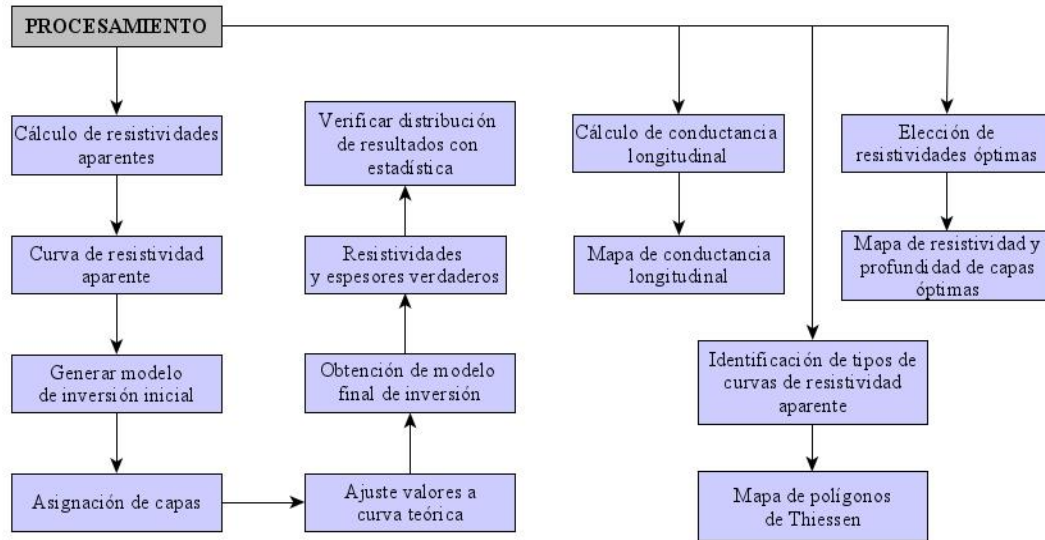 PROCESAMIENTO
Cálculo de resistividades
aparentes
Curva de resistividad
aparente
Generar modelo
de inversión inicial
Asignación de capas
Ajuste valores a
curva teórica
Obtención de modelo
final de inversión
Resistividades
y espesores verdaderos
Verificar distribución
de resultados con
estadística
Cálculo de conductancia
longitudinal
Mapa de conductancia
longitudinal
Identificación de tipos de
curvas de resistividad
aparente
Mapa de polígonos
de Thiessen
Elección de
resistividades óptimas
Mapa de resistividad y
profundidad de capas
óptimas